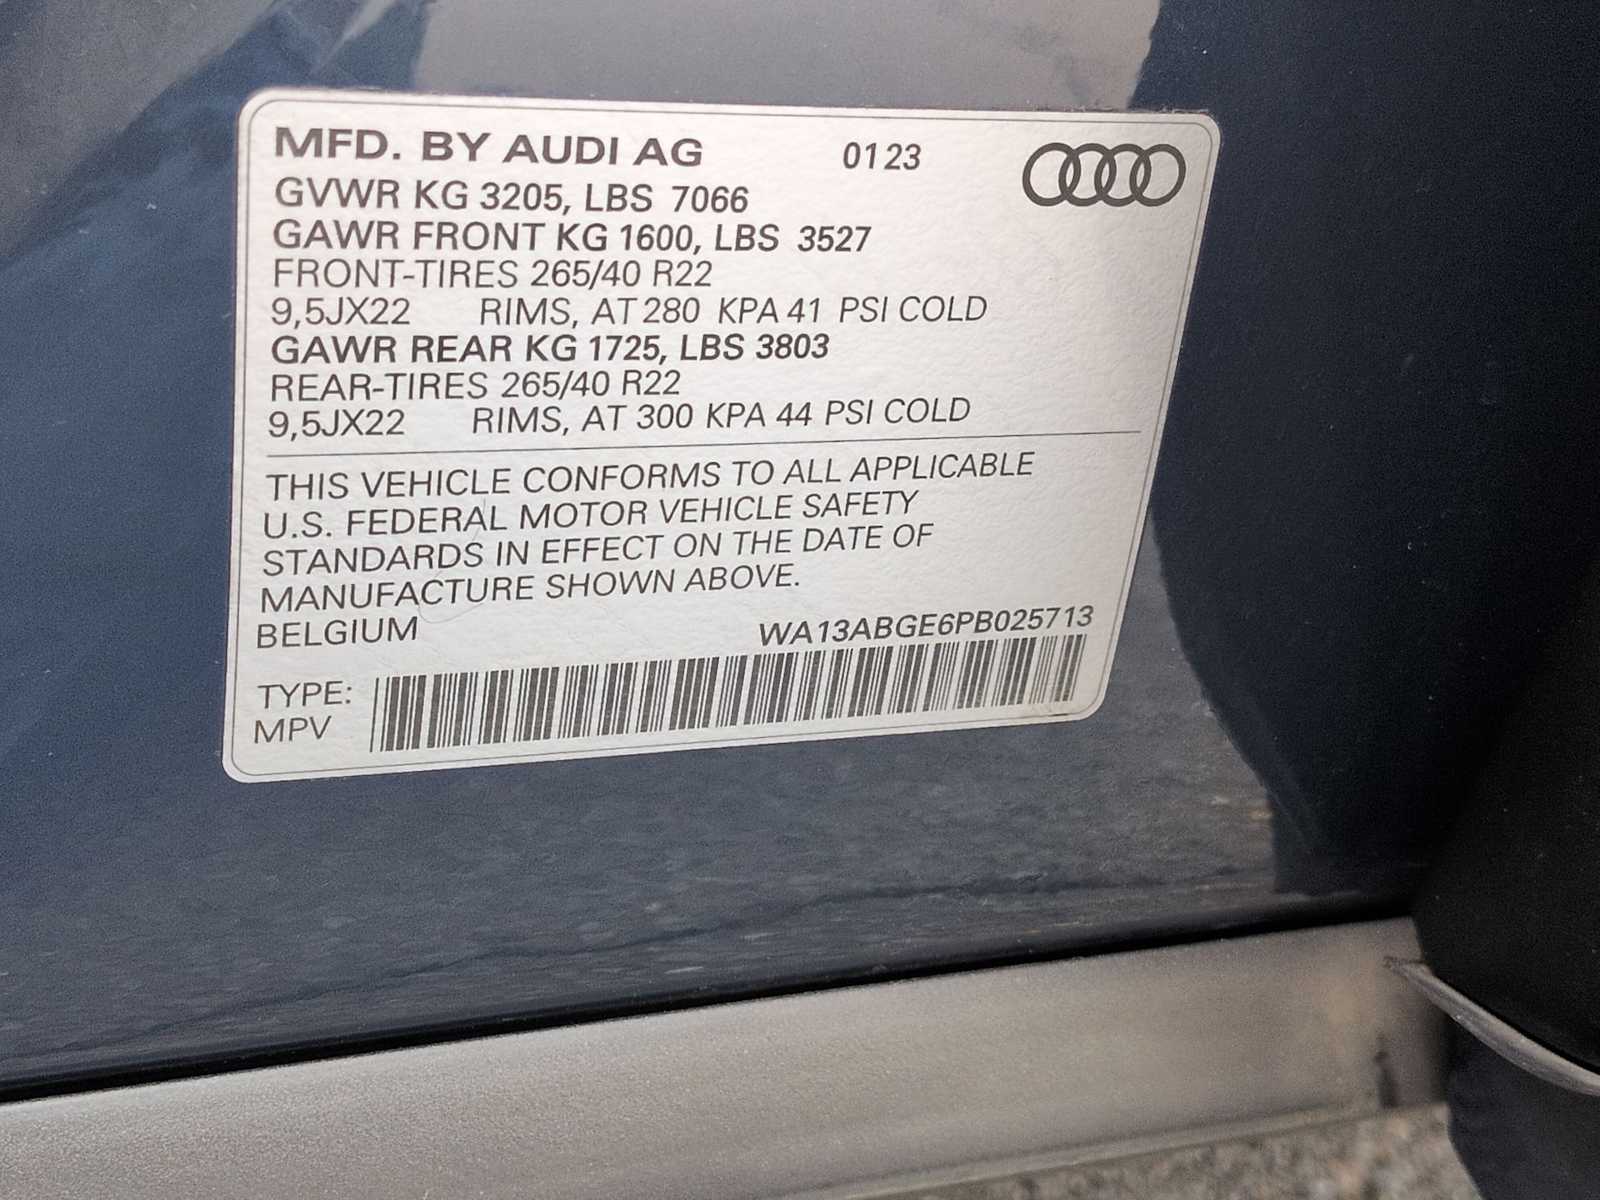 MFD. BY AUDI AG 0123
GVWR KG 3205, LBS 7066
GAWR FRONT KG 1600, LBS 3527
FRONT-TIRES 265/40 R22
9,5JX22 RIMS, AT 280 KPA 41 PSI COLD
GAWR REAR KG 1725, LBS 3803
REAR-TIRES 265/40 R22
9,5JX22 RIMS, AT 300 KPA 44 PSI COLD
THIS VEHICLE CONFORMS TO ALL APPLICABLE
U.S. FEDERAL MOTOR VEHICLE SAFETY
STANDARDS IN EFFECT ON THE DATE OF
MANUFACTURE SHOWN ABOVE.
BELGIUM WA13ABGE6PB025713
TYPE:
MPV